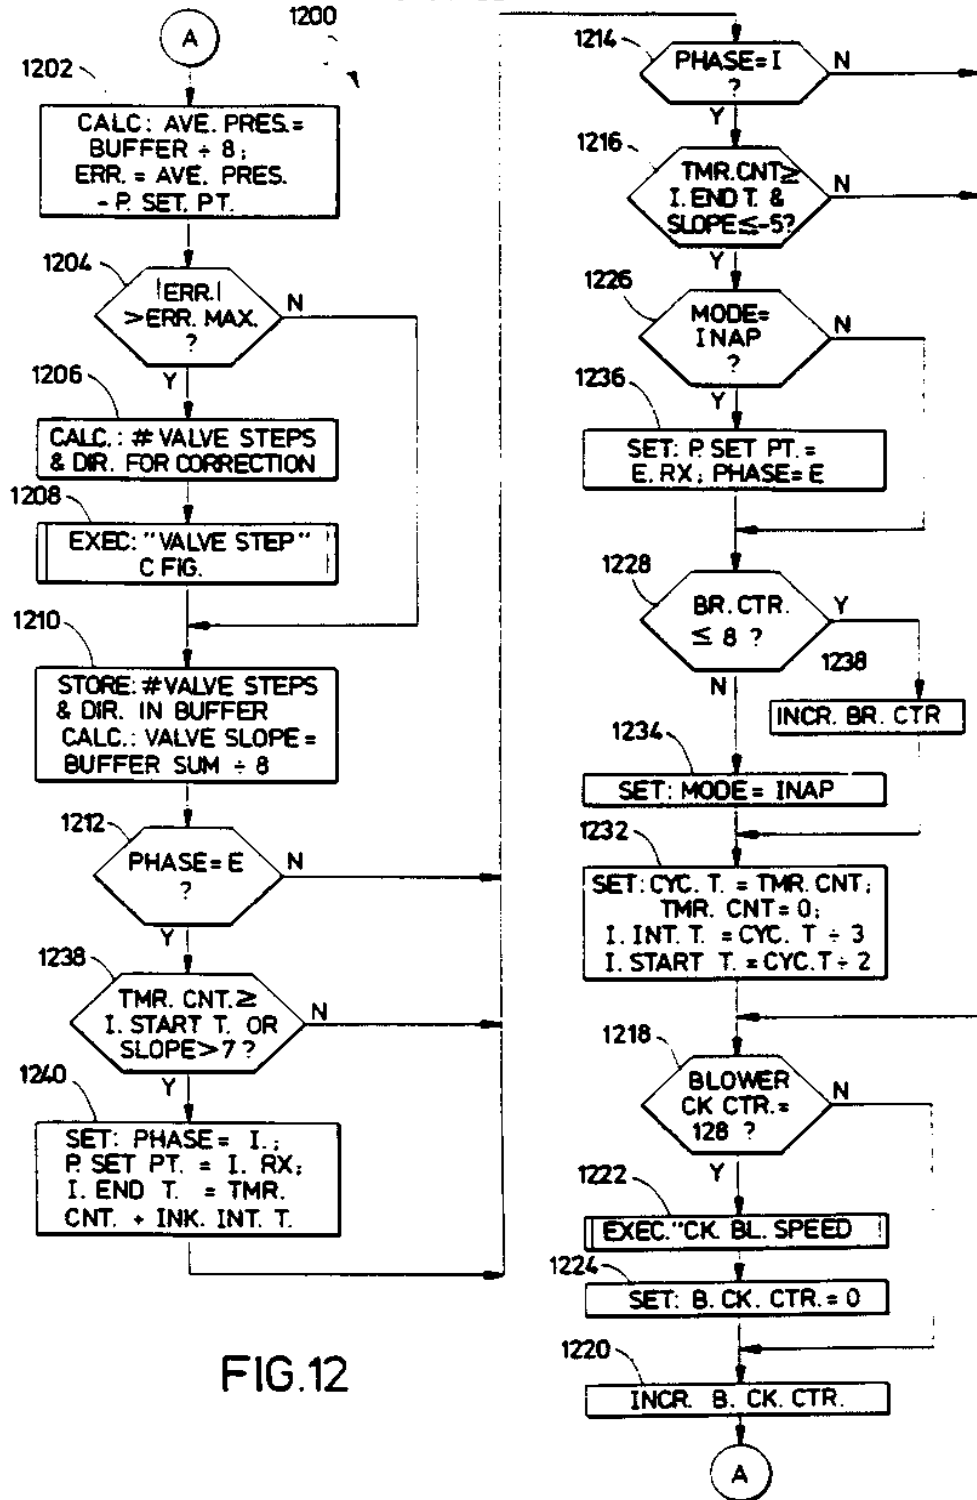 1200
A
1202
CALC: AVE. PRES.=
BUFFER ÷ 8;
ERR. = AVE. PRES.
- P. SET. PT.
1204
|ERR.|
>ERR. MAX.
?
N
Y
1206
CALC.: # VALVE STEPS
& DIR. FOR CORRECTION
1208
EXEC: "VALVE STEP"
C FIG.
1210
STORE: #VALVE STEPS
& DIR. IN BUFFER
CALC.: VALVE SLOPE =
BUFFER SUM ÷ 8
1212
PHASE = E
?
N
Y
1238
TMR. CNT. ≥
I. START T. OR
SLOPE > 7 ?
N
Y
1240
SET: PHASE = I.;
P. SET PT. = I. RX;
I. END T. = TMR.
CNT. + INK. INT. T.
1214
PHASE = I
?
N
Y
1216
TMR. CNT ≥
I. END T. &
SLOPE ≤ -5?
N
Y
1226
MODE =
INAP
?
N
Y
1236
SET: P. SET PT. =
E. RX; PHASE = E
1228
BR. CTR.
≤ 8 ?
Y
N
1238
INCR. BR. CTR
1234
SET: MODE = INAP
1232
SET: CYC. T. = TMR. CNT;
TMR. CNT = 0;
I. INT. T. = CYC. T ÷ 3
I. START T. = CYC. T ÷ 2
1218
BLOWER
CK CTR. =
128 ?
N
Y
1222
EXEC. "CK. BL. SPEED
1224
SET: B. CK. CTR. = 0
1220
INCR. B. CK. CTR.
A
FIG.12